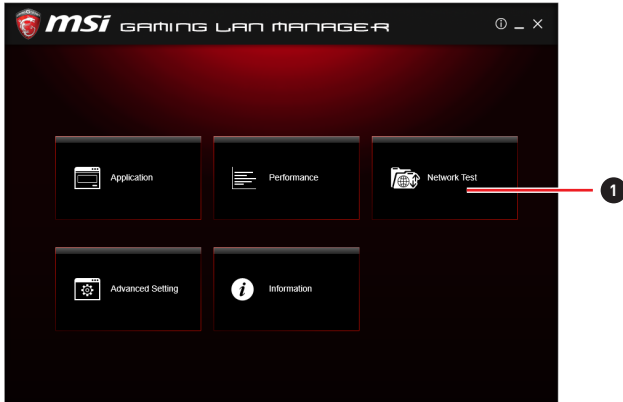 msi GAMING LAN MANAGER
Application
Performance
Network Test
1
Advanced Setting
Information